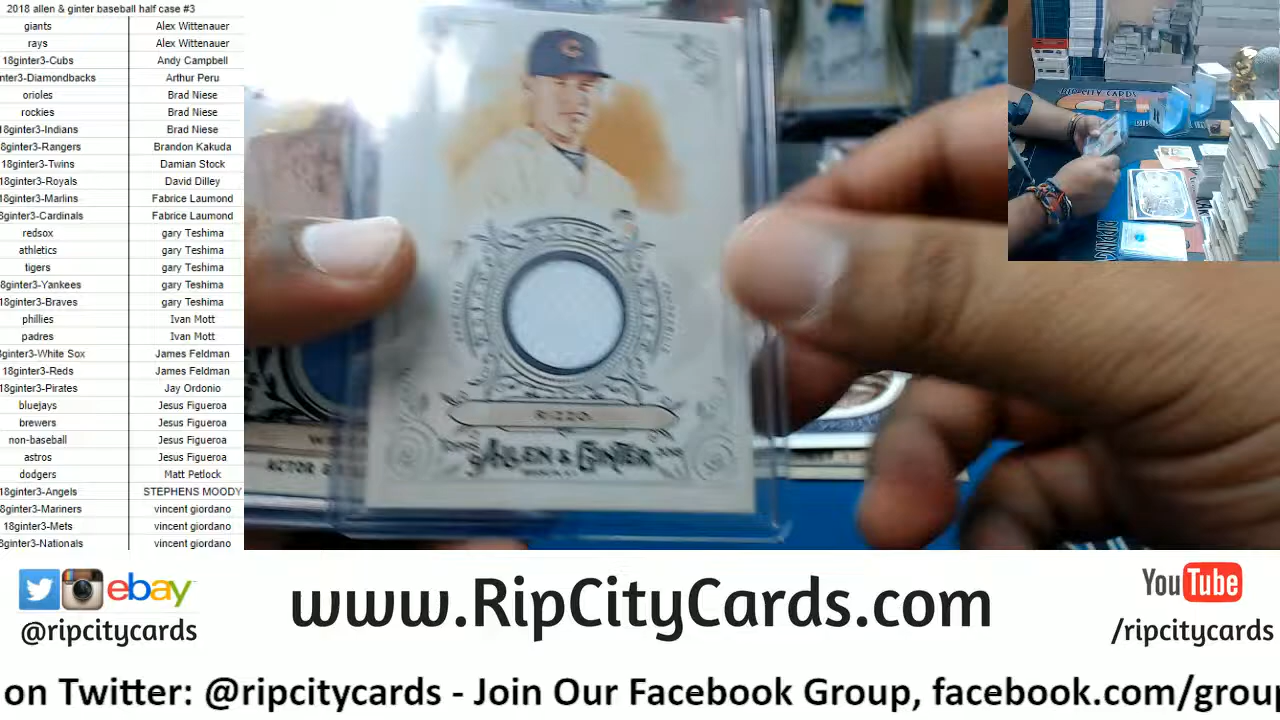 2018 allen & ginter baseball half case #3
giants Alex Wittenauer
rays Alex Wittenauer
18ginter3-Cubs Andy Campbell
nter3-Diamondbacks Arthur Peru
orioles Brad Niese
rockies Brad Niese
18ginter3-Indians Brad Niese
8ginter3-Rangers Brandon Kakuda
18ginter3-Twins Damian Stock
18ginter3-Royals David Dilley
18ginter3-Marlins Fabrice Laumond
8ginter3-Cardinals Fabrice Laumond
redsox gary Teshima
athletics gary Teshima
tigers gary Teshima
8ginter3-Yankees gary Teshima
18ginter3-Braves gary Teshima
phillies Ivan Mott
padres Ivan Mott
8ginter3-White Sox James Feldman
18ginter3-Reds James Feldman
18ginter3-Pirates Jay Ordonio
bluejays Jesus Figueroa
brewers Jesus Figueroa
non-baseball Jesus Figueroa
astros Jesus Figueroa
dodgers Matt Petlock
18ginter3-Angels STEPHENS MOODY
8ginter3-Mariners vincent giordano
18ginter3-Mets vincent giordano
8ginter3-Nationals vincent giordano
RIZZO
ALLEN & GINTER
ACTOR
RIP CITY CARDS
RIPPING
ebay
@ripcitycards
www.RipCityCards.com
YouTube
/ripcitycards
on Twitter: @ripcitycards - Join Our Facebook Group, facebook.com/group